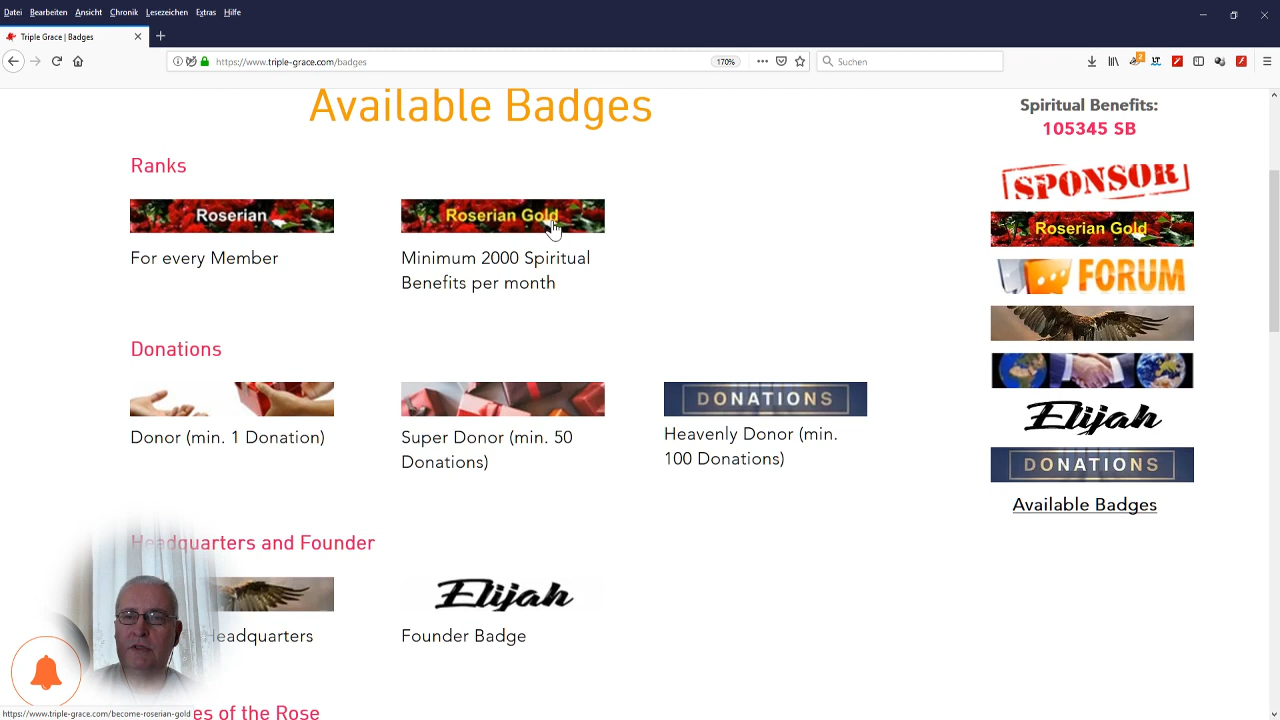 Datei Bearbeiten Ansicht Chronik Lesezeichen Extras Hilfe
Triple Grace | Badges
https://www.triple-grace.com/badges
170%
Suchen
2
Available Badges
Spiritual Benefits:
105345 SB
Ranks
SPONSOR
Roserian
Roserian Gold
Roserian Gold
For every Member
Minimum 2000 Spiritual
Benefits per month
FORUM
Donations
DONATIONS
Elijah
Donor (min. 1 Donation)
Super Donor (min. 50
Donations)
Heavenly Donor (min.
100 Donations)
DONATIONS
Available Badges
Headquarters and Founder
Elijah
Headquarters
Founder Badge
es of the Rose
https://www.triple-grace.com/become-roserian-gold